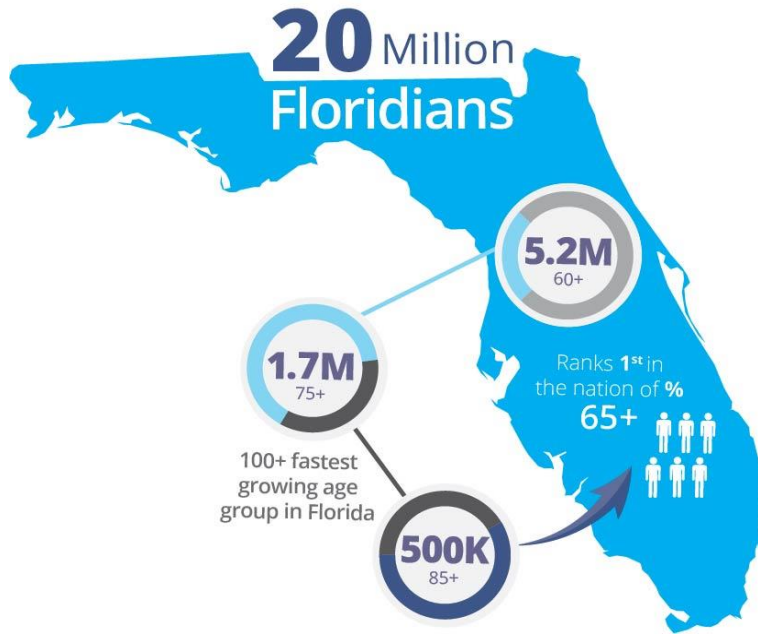 20 Million
Floridians
5.2M
60+
1.7M
75+
100+ fastest
growing age
group in Florida
Ranks 1st in
the nation of %
65+
500K
85+